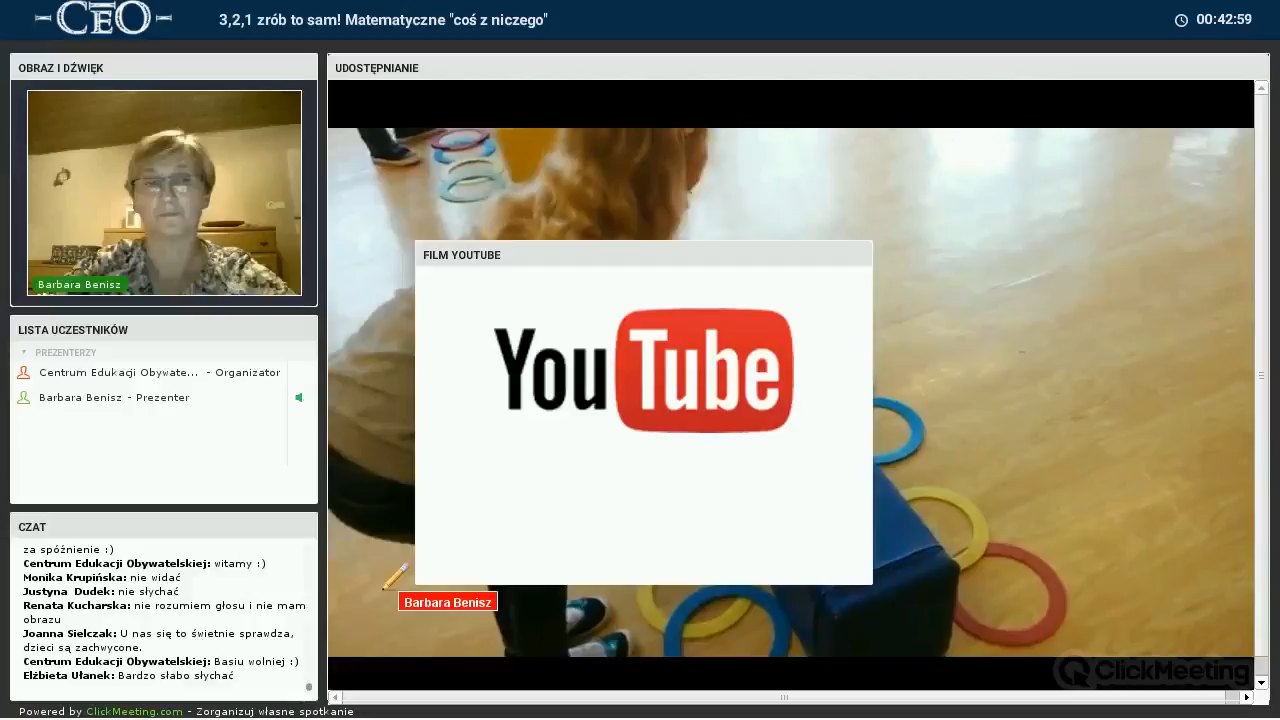 CEO
3,2,1 zrób to sam! Matematyczne "coś z niczego"
00:42:59
OBRAZ I DŹWIĘK
Barbara Benisz
LISTA UCZESTNIKÓW
PREZENTERZY
Centrum Edukacji Obywate... - Organizator
Barbara Benisz - Prezenter
CZAT
za spóźnienie :)
Centrum Edukacji Obywatelskiej: witamy :)
Monika Krupińska: nie widać
Justyna Dudek: nie słychać
Renata Kucharska: nie rozumiem głosu i nie mam
obrazu
Joanna Sielczak: U nas się to świetnie sprawdza,
dzieci są zachwycone.
Centrum Edukacji Obywatelskiej: Basiu wolniej :)
Elżbieta Ułanek: Bardzo słabo słychać
Powered by ClickMeeting.com - Zorganizuj własne spotkanie
UDOSTĘPNIANIE
FILM YOUTUBE
YouTube
Barbara Benisz
ClickMeeting